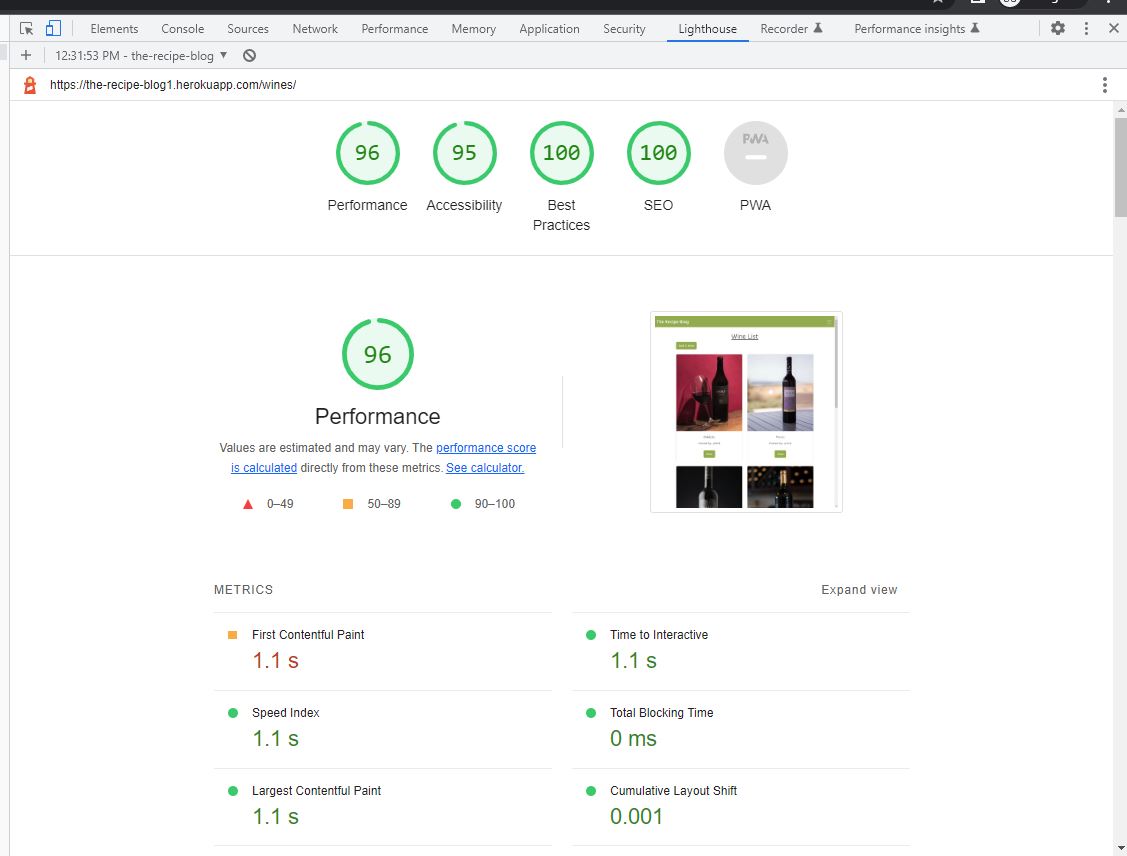 Elements Console Sources Network Performance Memory Application Security Lighthouse Recorder Performance insights
12:31:53 PM - the-recipe-blog
https://the-recipe-blog1.herokuapp.com/wines/
96 95 100 100 PWA
Performance Accessibility Best Practices SEO PWA
96
Performance
Values are estimated and may vary. The performance score
is calculated directly from these metrics. See calculator.
0–49 50–89 90–100
The Recipe Blog
Wine List
METRICS Expand view
First Contentful Paint
1.1 s
Time to Interactive
1.1 s
Speed Index
1.1 s
Total Blocking Time
0 ms
Largest Contentful Paint
1.1 s
Cumulative Layout Shift
0.001